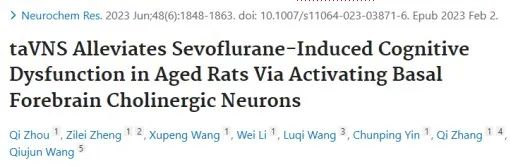 > Neurochem Res. 2023 Jun;48(6):1848-1863. doi: 10.1007/s11064-023-03871-6. Epub 2023 Feb 2.
taVNS Alleviates Sevoflurane-Induced Cognitive
Dysfunction in Aged Rats Via Activating Basal
Forebrain Cholinergic Neurons
Qi Zhou 1, Zilei Zheng 1 2, Xupeng Wang 1, Wei Li 1, Luqi Wang 3, Chunping Yin 1, Qi Zhang 1 4,
Qiujun Wang 5